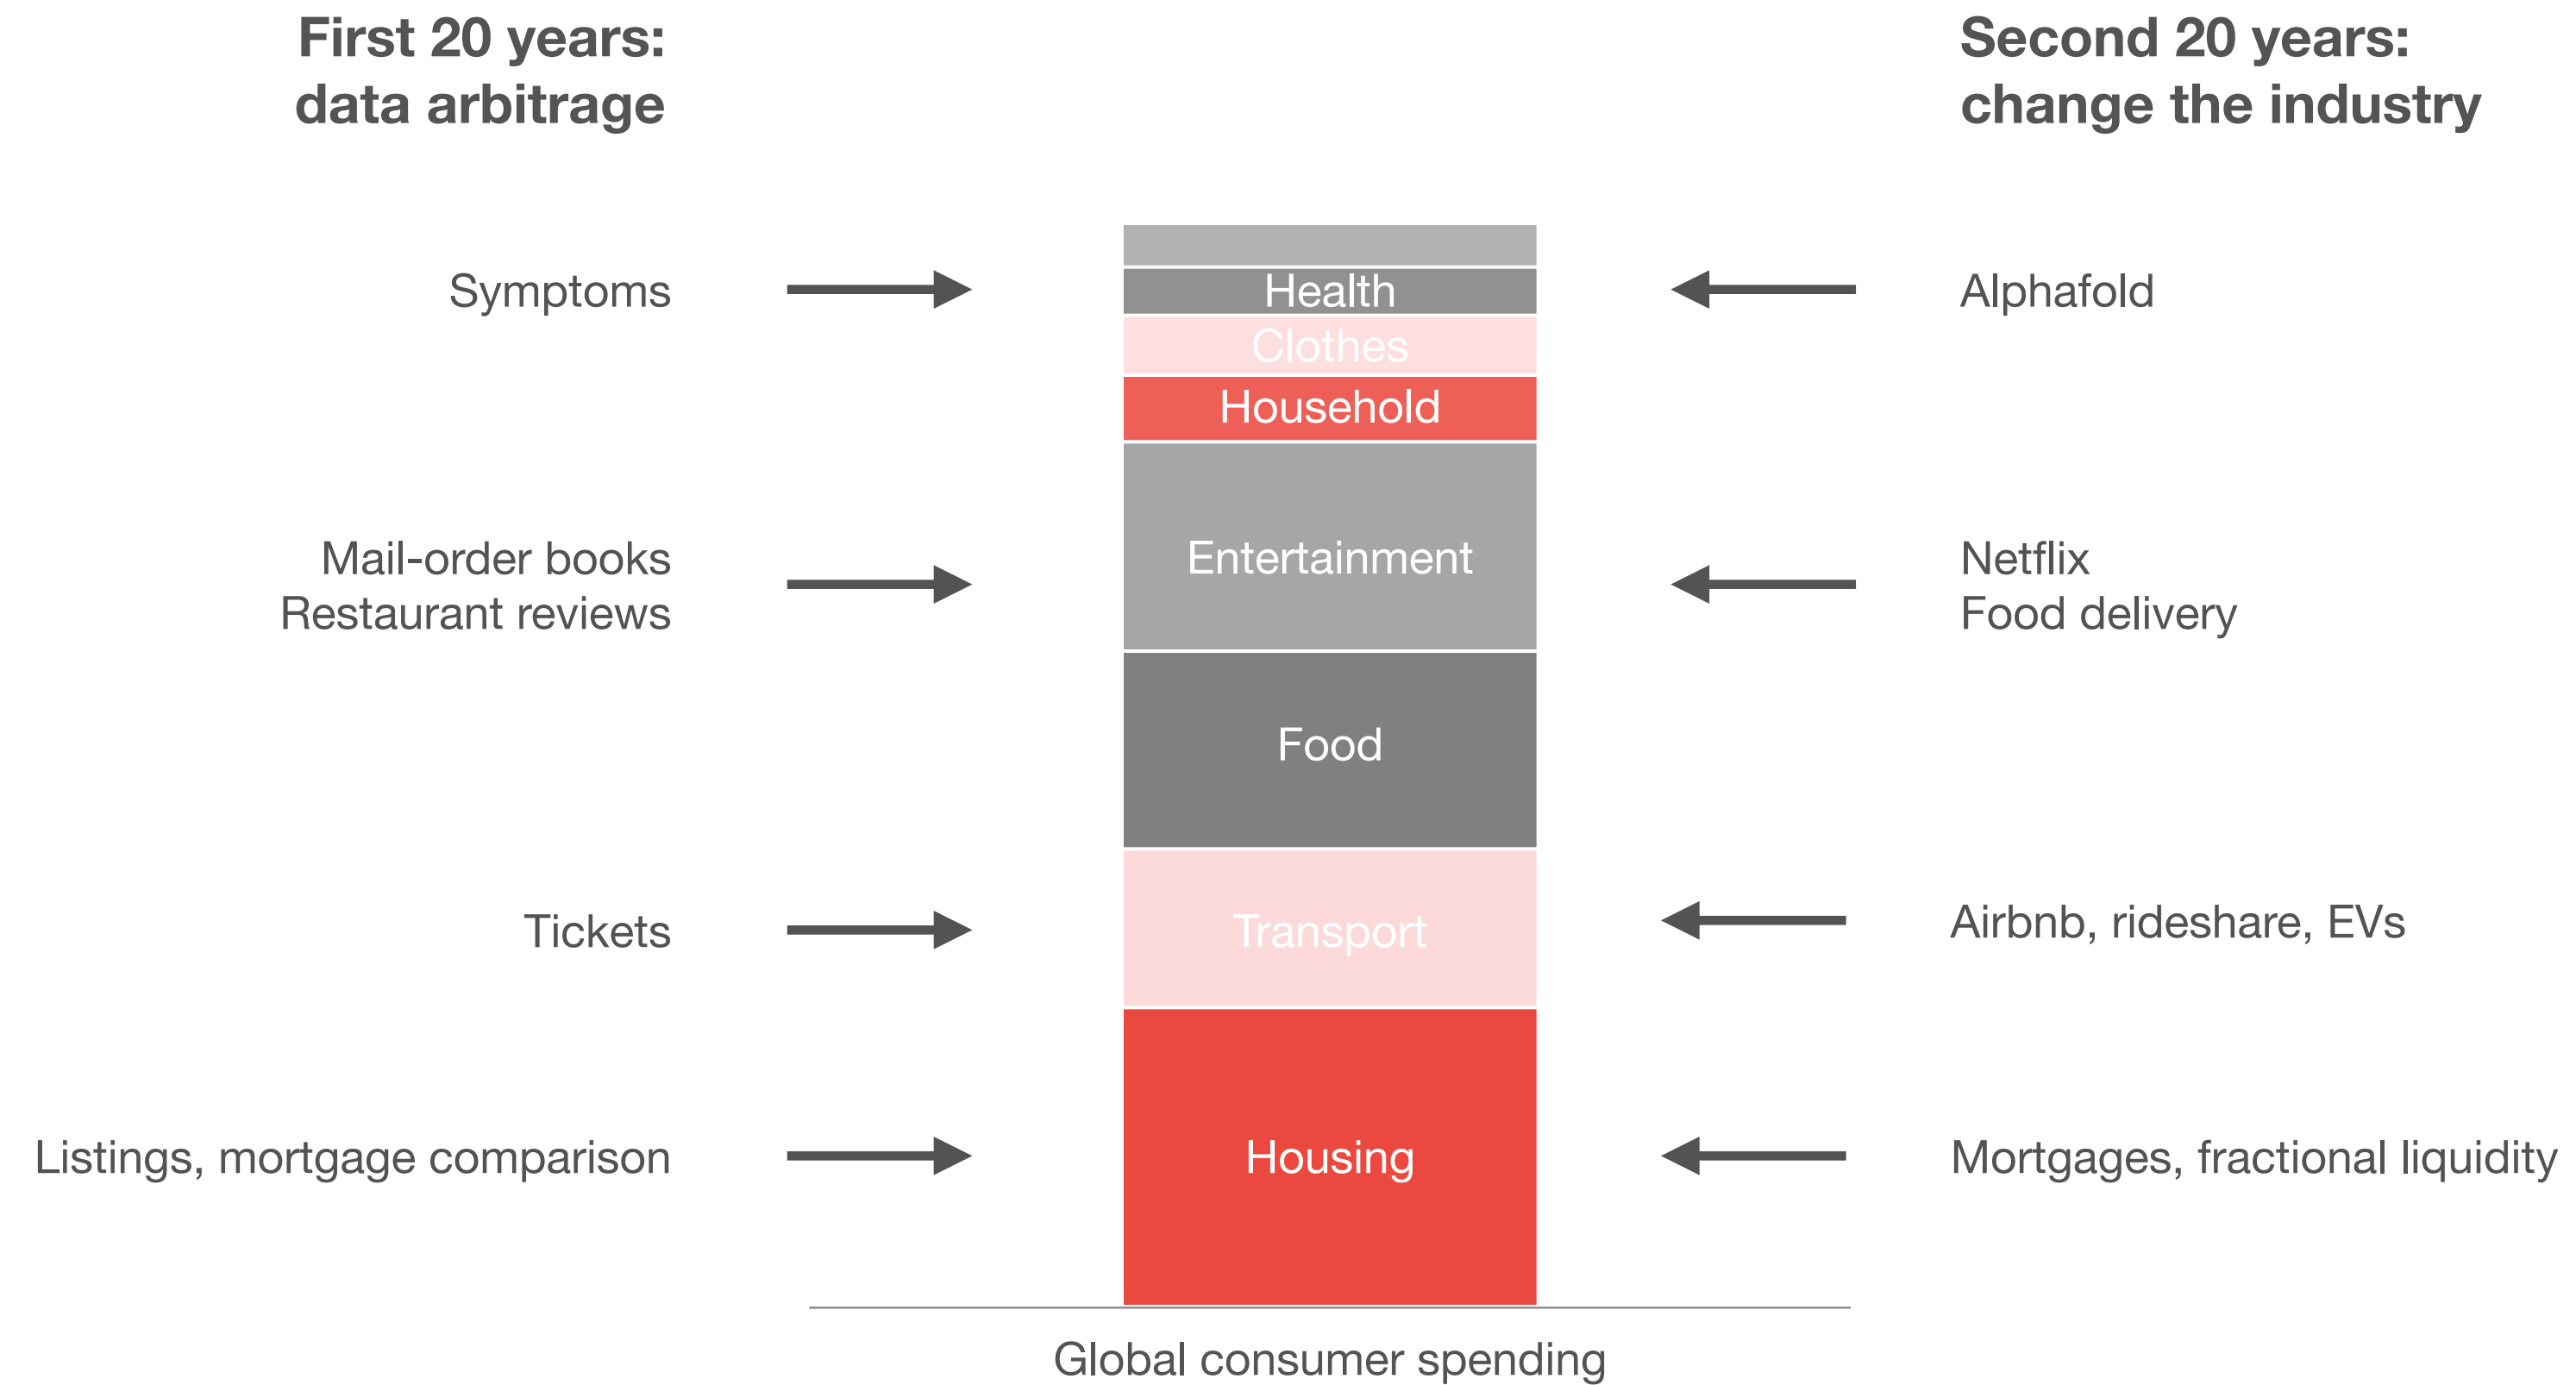 First 20 years:
data arbitrage
Second 20 years:
change the industry
Symptoms
Health
Alphafold
Clothes
Household
Mail-order books
Restaurant reviews
Entertainment
Netflix
Food delivery
Food
Tickets
Transport
Airbnb, rideshare, EVs
Listings, mortgage comparison
Housing
Mortgages, fractional liquidity
Global consumer spending